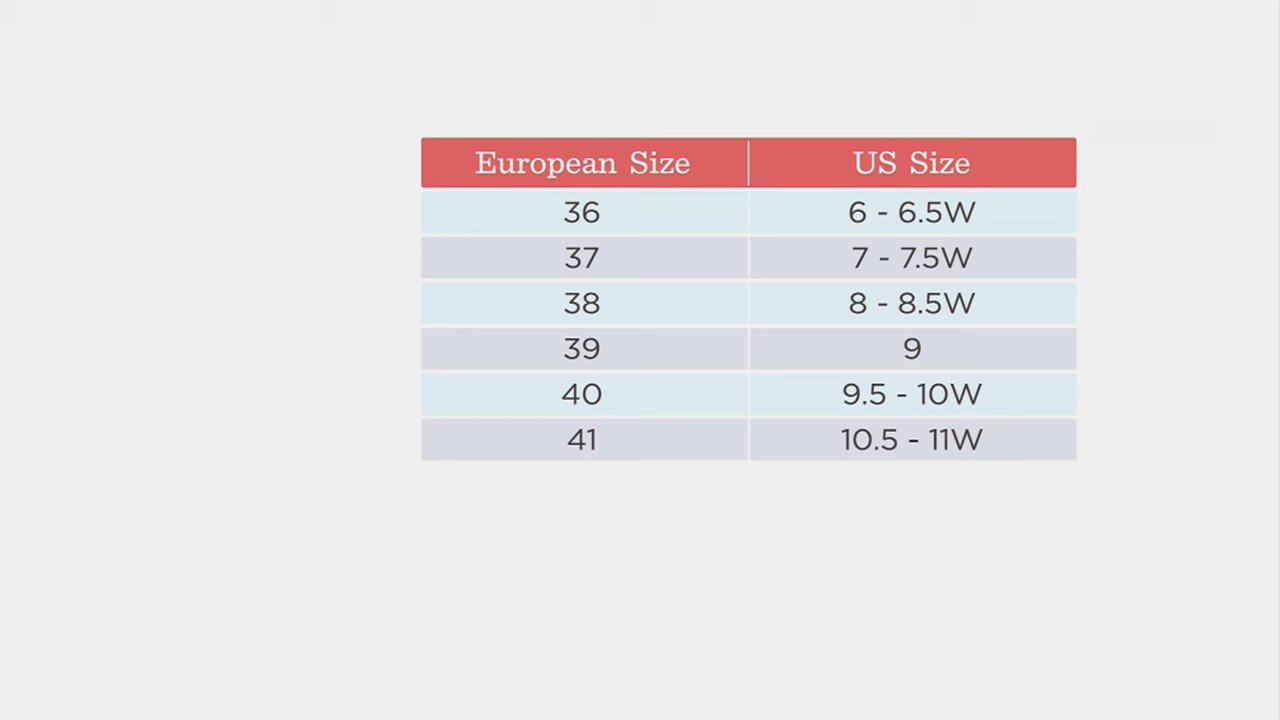 European Size US Size
36 6 - 6.5W
37 7 - 7.5W
38 8 - 8.5W
39 9
40 9.5 - 10W
41 10.5 - 11W